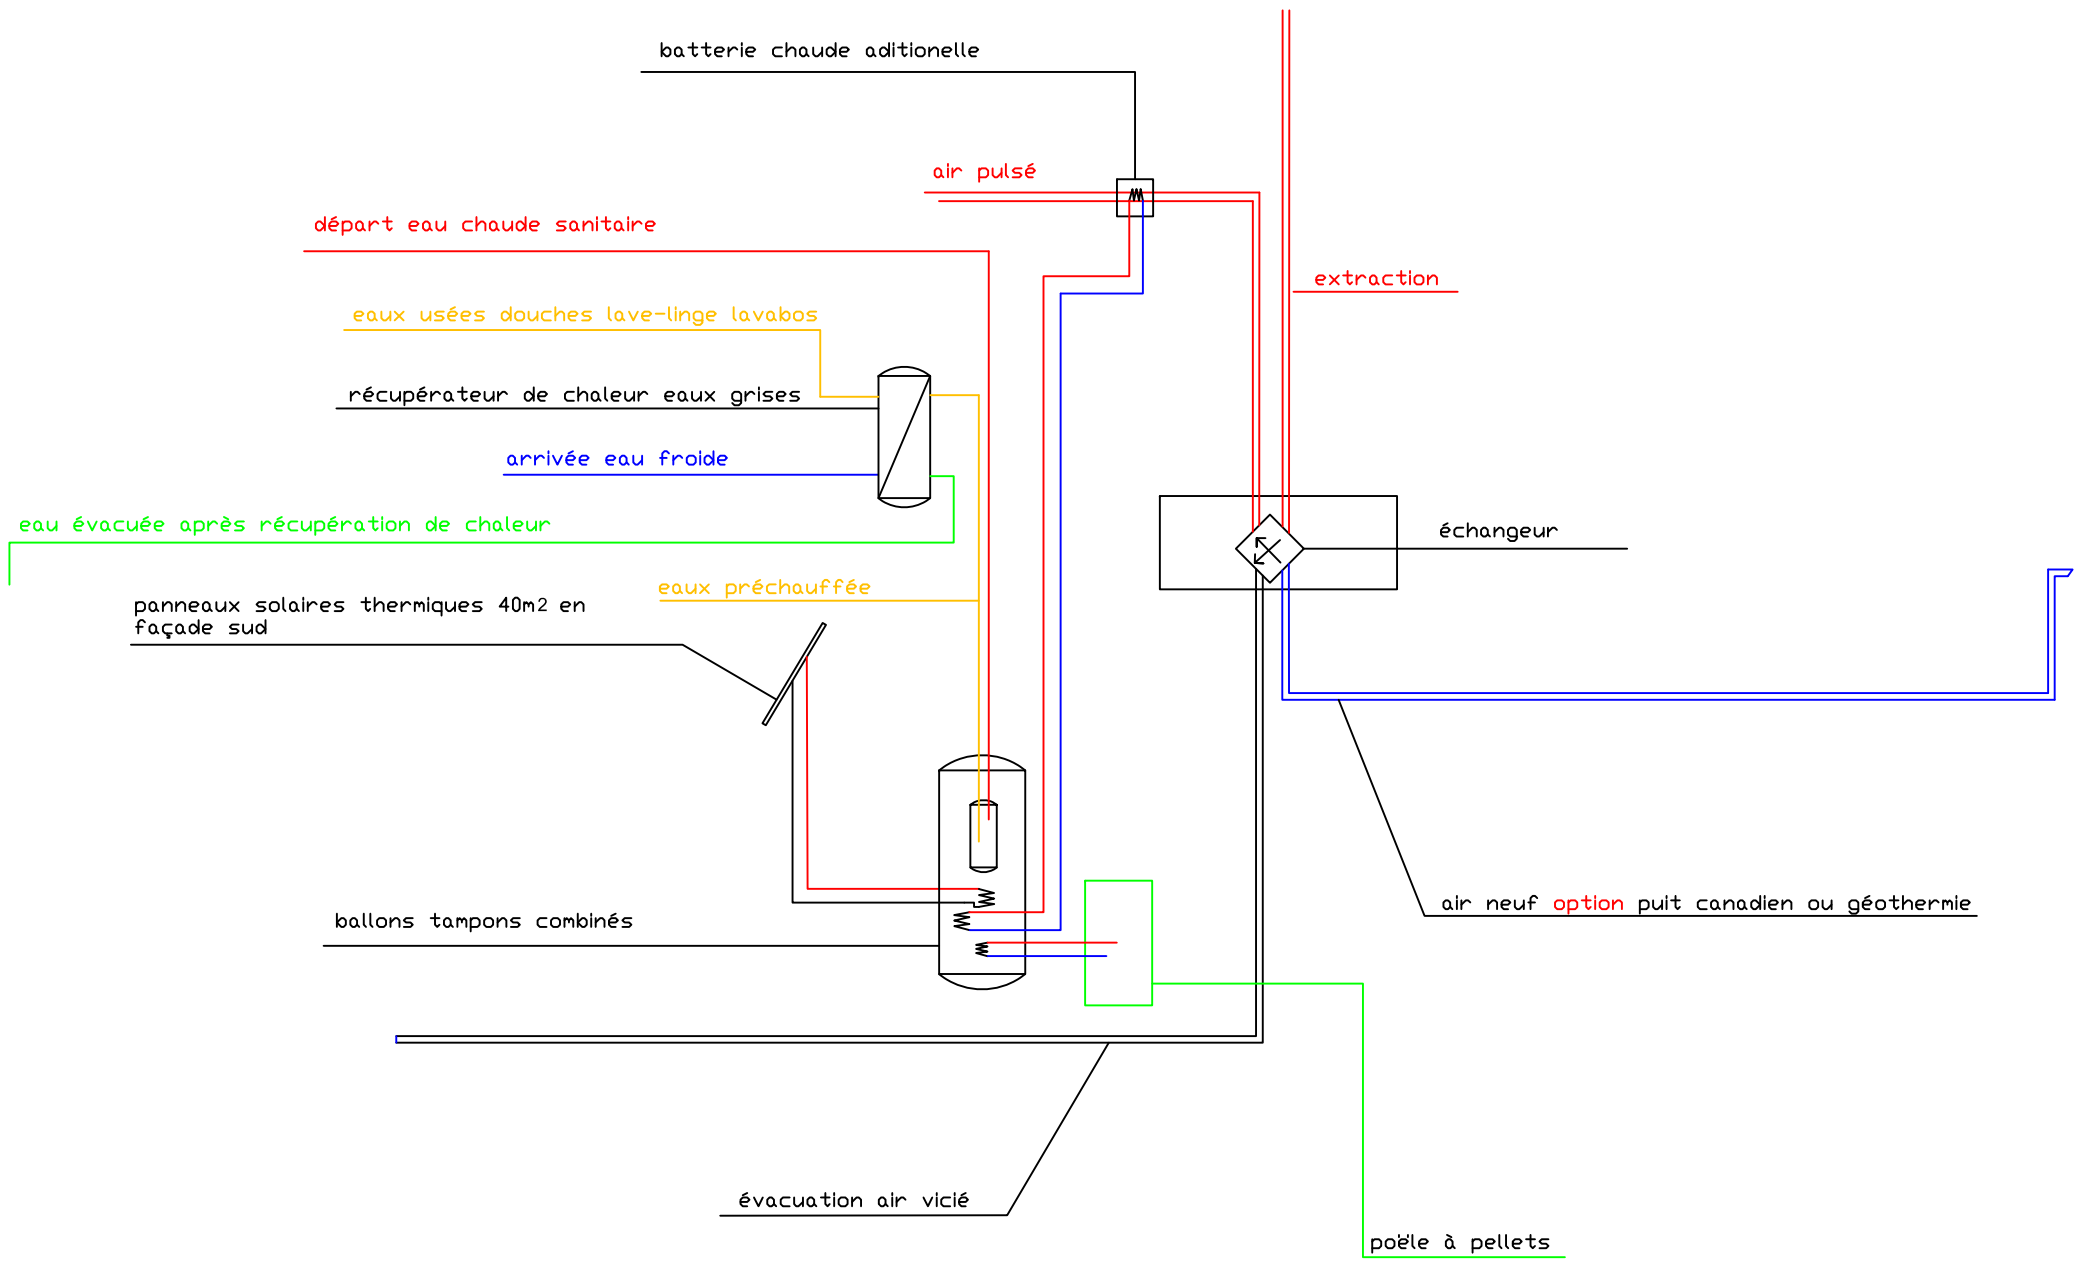 batterie chaude aditionelle
air pulsé
départ eau chaude sanitaire
extraction
eaux usées douches lave-linge lavabos
récupérateur de chaleur eaux grises
arrivée eau froide
eau évacuée après récupération de chaleur
échangeur
eaux préchauffée
panneaux solaires thermiques 40m2 en
façade sud
air neuf option puit canadien ou géothermie
ballons tampons combinés
évacuation air vicié
poële à pellets